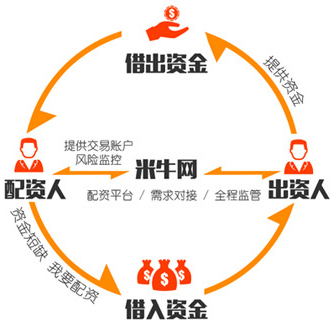 借出资金
提供资金
提供交易账户
风险监控
米牛网
配资人
配资平台 / 需求对接 / 全程监管
出资人
资金短缺 我要配资
借入资金